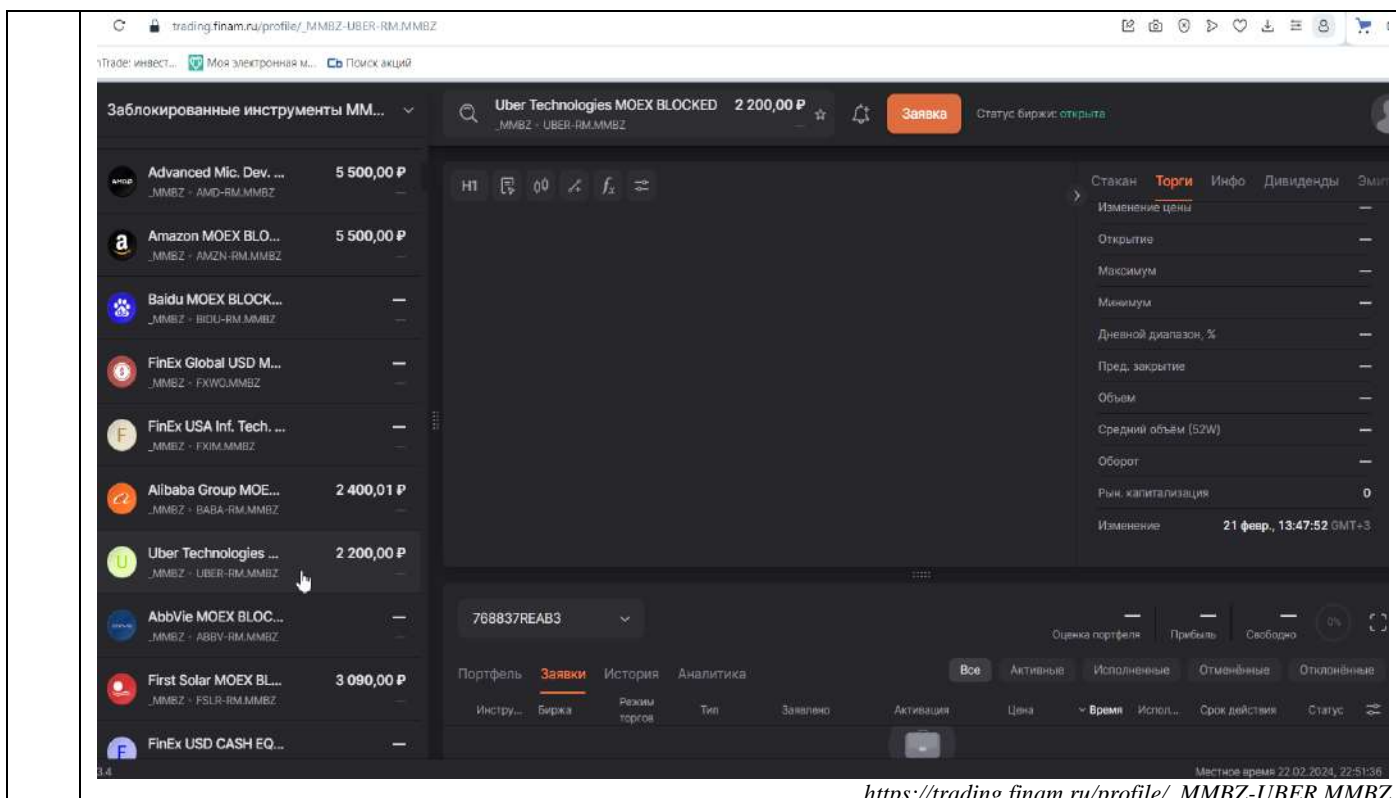 trading.finam.ru/profile/_MMBZ-UBER-RM.MMBZ
nTrade: инвест... Моя электронная м... Сb Поиск акций
Заблокированные инструменты ММ...
Uber Technologies MOEX BLOCKED 2 200,00 ₽
_MMBZ - UBER-RM.MMBZ —
Заявка
Статус биржи: открыта
Advanced Mic. Dev. ... 5 500,00 ₽
_MMBZ - AMD-RM.MMBZ —
Amazon MOEX BLO... 5 500,00 ₽
_MMBZ - AMZN-RM.MMBZ —
Baidu MOEX BLOCK... —
_MMBZ - BIDU-RM.MMBZ —
FinEx Global USD M... —
_MMBZ - FXWO.MMBZ —
FinEx USA Inf. Tech. ... —
_MMBZ - FXIM.MMBZ —
Alibaba Group MOE... 2 400,01 ₽
_MMBZ - BABA-RM.MMBZ —
Uber Technologies ... 2 200,00 ₽
_MMBZ - UBER-RM.MMBZ —
AbbVie MOEX BLOC... —
_MMBZ - ABBV-RM.MMBZ —
First Solar MOEX BL... 3 090,00 ₽
_MMBZ - FSLR-RM.MMBZ —
FinEx USD CASH EQ... —
H1
Стакан Торги Инфо Дивиденды Эми
Изменение цены —
Открытие —
Максимум —
Минимум —
Дневной диапазон, % —
Пред. закрытие —
Объем —
Средний объём (52W) —
Оборот —
Рын. капитализация 0
Изменение 21 февр., 13:47:52 GMT+3
768837REAB3
— — — 0%
Оценка портфеля Прибыль Свободно
Портфель Заявки История Аналитика
Все Активные Исполненные Отменённые Отклонённые
Инстру... Биржа Режим торгов Тип Заявлено Активация Цена Время Испол... Срок действия Статус
3.4
Местное время 22.02.2024, 22:51:36
https://trading.finam.ru/profile/_MMBZ-UBER.MMBZ